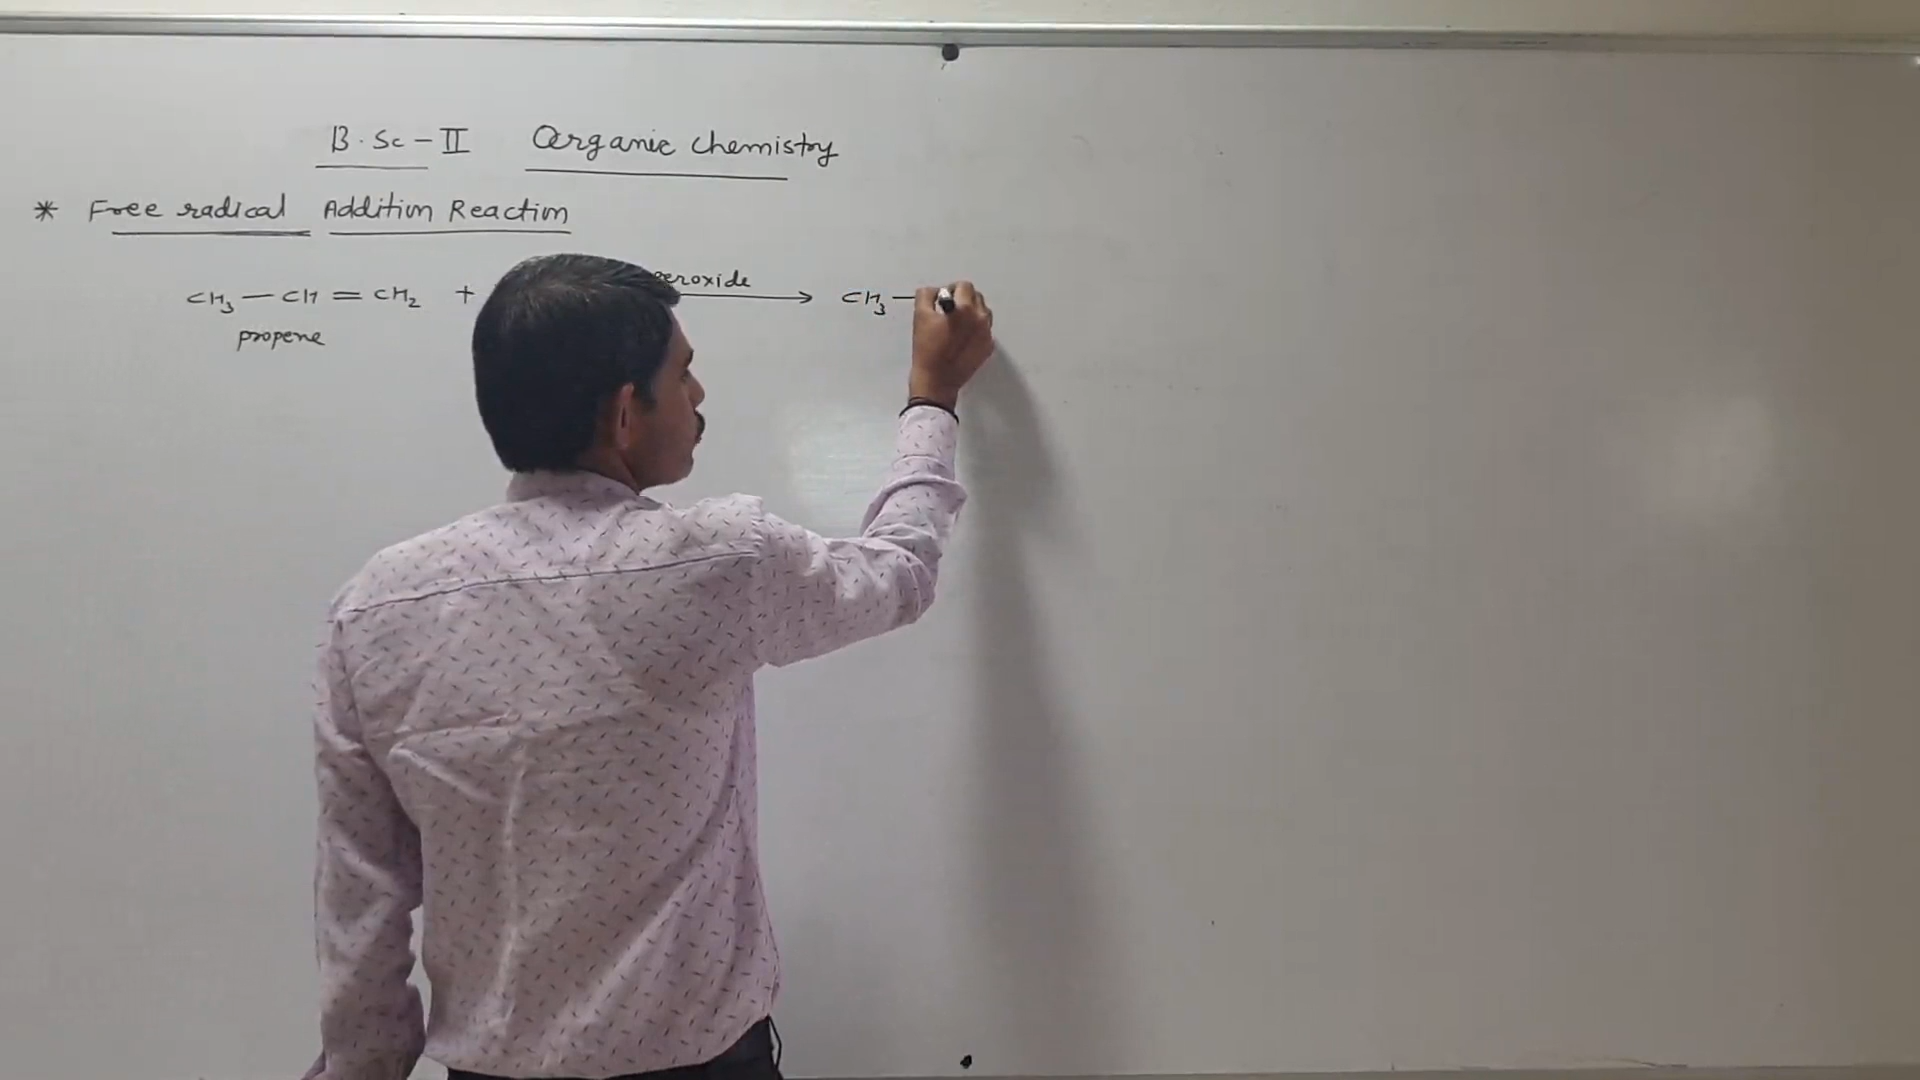 B.Sc-II Organic chemistry
* Free radical Addition Reaction
CH₃ — CH = CH₂ + peroxide → CH₃ —
propene